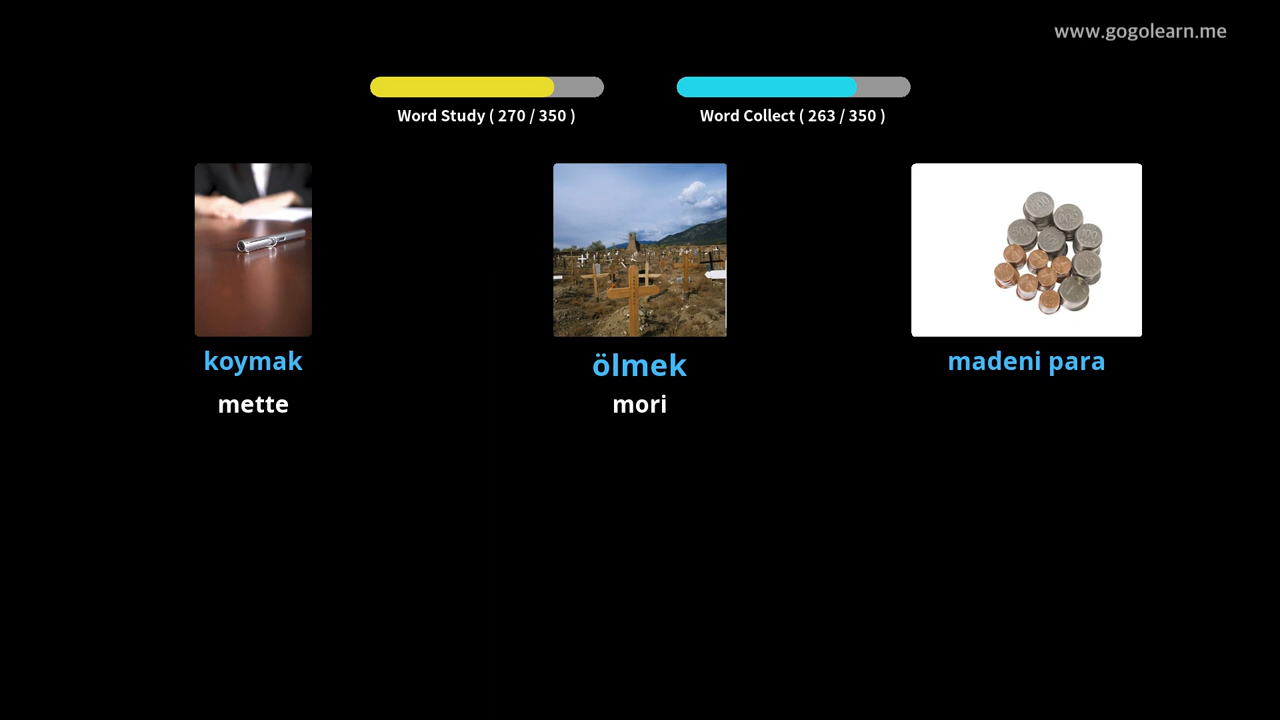 www.gogolearn.me
Word Study ( 270 / 350 )
Word Collect ( 263 / 350 )
koymak
ölmek
madeni para
mette
mori